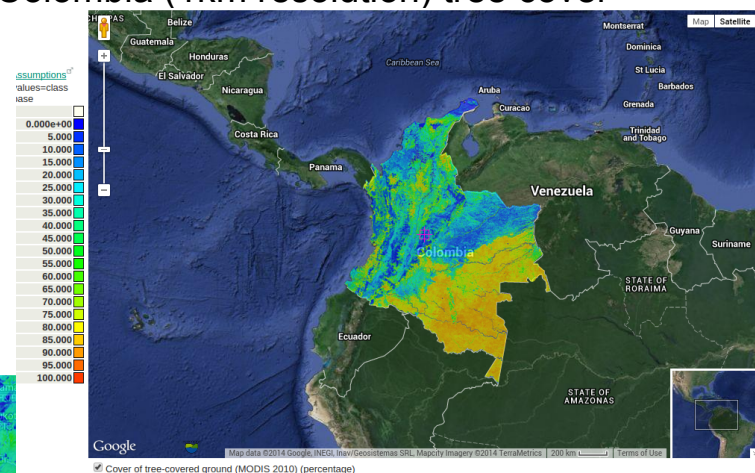 Colombia (1km resolution) tree cover
Map Satellite
Belize
Guatemala
Honduras
El Salvador
Nicaragua
Costa Rica
Panama
Caribbean Sea
Aruba
Curacao
Montserrat
Dominica
St Lucia
Barbados
Grenada
Trinidad
and Tobago
Venezuela
Guyana
Suriname
Colombia
STATE OF
RORAIMA
Ecuador
STATE OF
AMAZONAS
ssumptions
values=class
base
0.000e+00
5.000
10.000
15.000
20.000
25.000
30.000
35.000
40.000
45.000
50.000
55.000
60.000
65.000
70.000
75.000
80.000
85.000
90.000
95.000
100.000
Google
Map data ©2014 Google, INEGI, Inav/Geosistemas SRL, Mapcity Imagery ©2014 TerraMetrics
200 km
Terms of Use
Cover of tree-covered ground (MODIS 2010) (percentage)